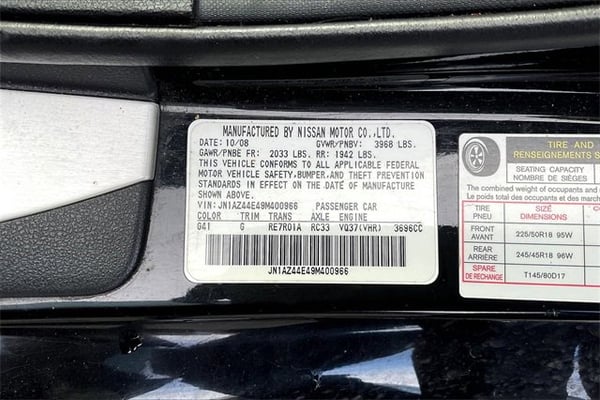 MANUFACTURED BY NISSAN MOTOR CO.,LTD.
DATE: 10/08 GVWR/PNBV: 3968 LBS.
GAWR/PNBE FR: 2033 LBS. RR: 1942 LBS.
THIS VEHICLE CONFORMS TO ALL APPLICABLE FEDERAL
MOTOR VEHICLE SAFETY,BUMPER,AND THEFT PREVENTION
STANDARDS IN EFFECT ON THE DATE OF MANUFACTURE
SHOWN ABOVE.
VIN: JN1AZ44E49M400966 PASSENGER CAR
COLOR TRIM TRANS AXLE ENGINE
G41 G RE7R01A RC33 VQ37(VHR) 3696CC
JN1AZ44E49M400966
TIRE AND
RENSEIGNEMENTS S
SEATING CAPACITY
NOMBRE DE SIÈGES
The combined weight of occupants and
Le poids total des occupants et du
TIRE SIZE
PNEU DIMENSIONS
FRONT
AVANT 225/50R18 95W
REAR
ARRIÈRE 245/45R18 96W
SPARE
DE RECHANGE T145/80D17